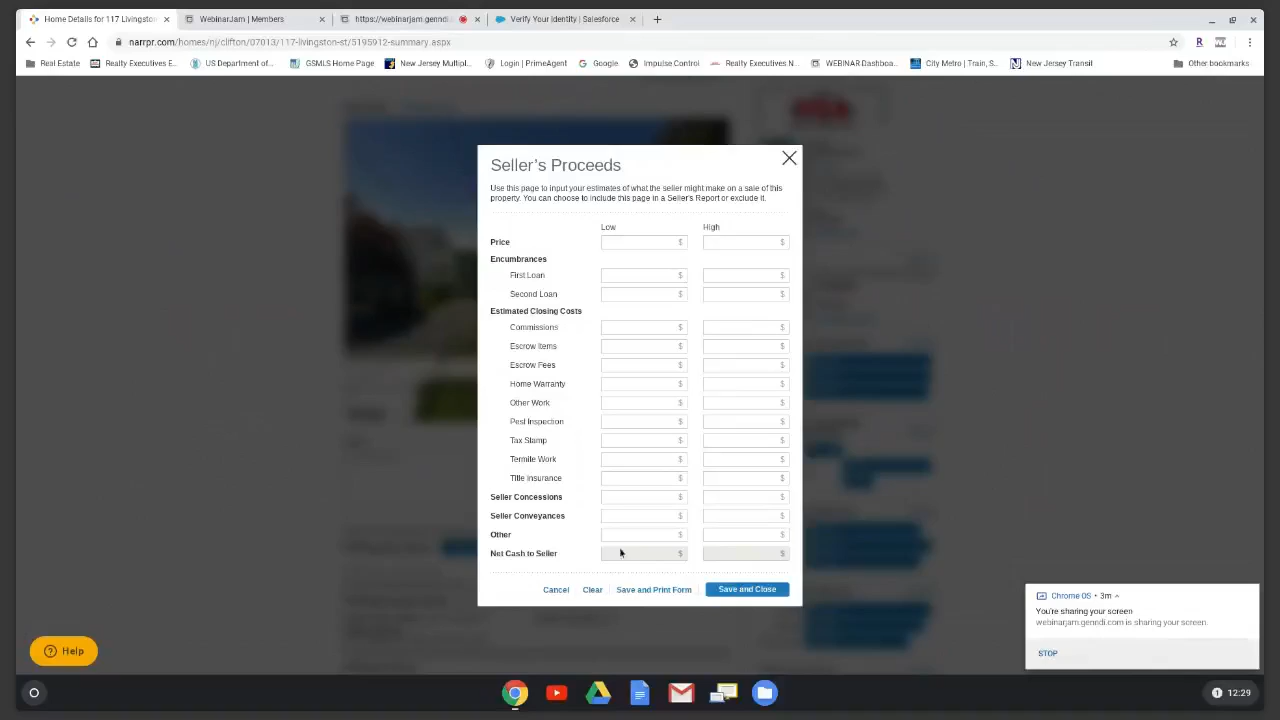 Home Details for 117 Livingston
WebinarJam | Members
https://webinarjam.genndi.
Verify Your Identity | Salesforce
narrpr.com/homes/nj/clifton/07013/117-livingston-st/5195912-summary.aspx
Real Estate
Realty Executives E...
US Department of...
GSMLS Home Page
New Jersey Multipl...
Login | PrimeAgent
Google
Impulse Control
Realty Executives N...
WEBINAR Dashboa...
City Metro | Train, S...
New Jersey Transit
Other bookmarks
Seller's Proceeds
Use this page to input your estimates of what the seller might make on a sale of this
property. You can choose to include this page in a Seller's Report or exclude it.
Low High
Price $ $
Encumbrances
First Loan $ $
Second Loan $ $
Estimated Closing Costs
Commissions $ $
Escrow Items $ $
Escrow Fees $ $
Home Warranty $ $
Other Work $ $
Pest Inspection $ $
Tax Stamp $ $
Termite Work $ $
Title insurance $ $
Seller Concessions $ $
Seller Conveyances $ $
Other $ $
Net Cash to Seller $ $
Cancel Clear Save and Print Form Save and Close
Chrome OS • 3m
You're sharing your screen
webinarjam.genndi.com is sharing your screen.
STOP
Help
12:29